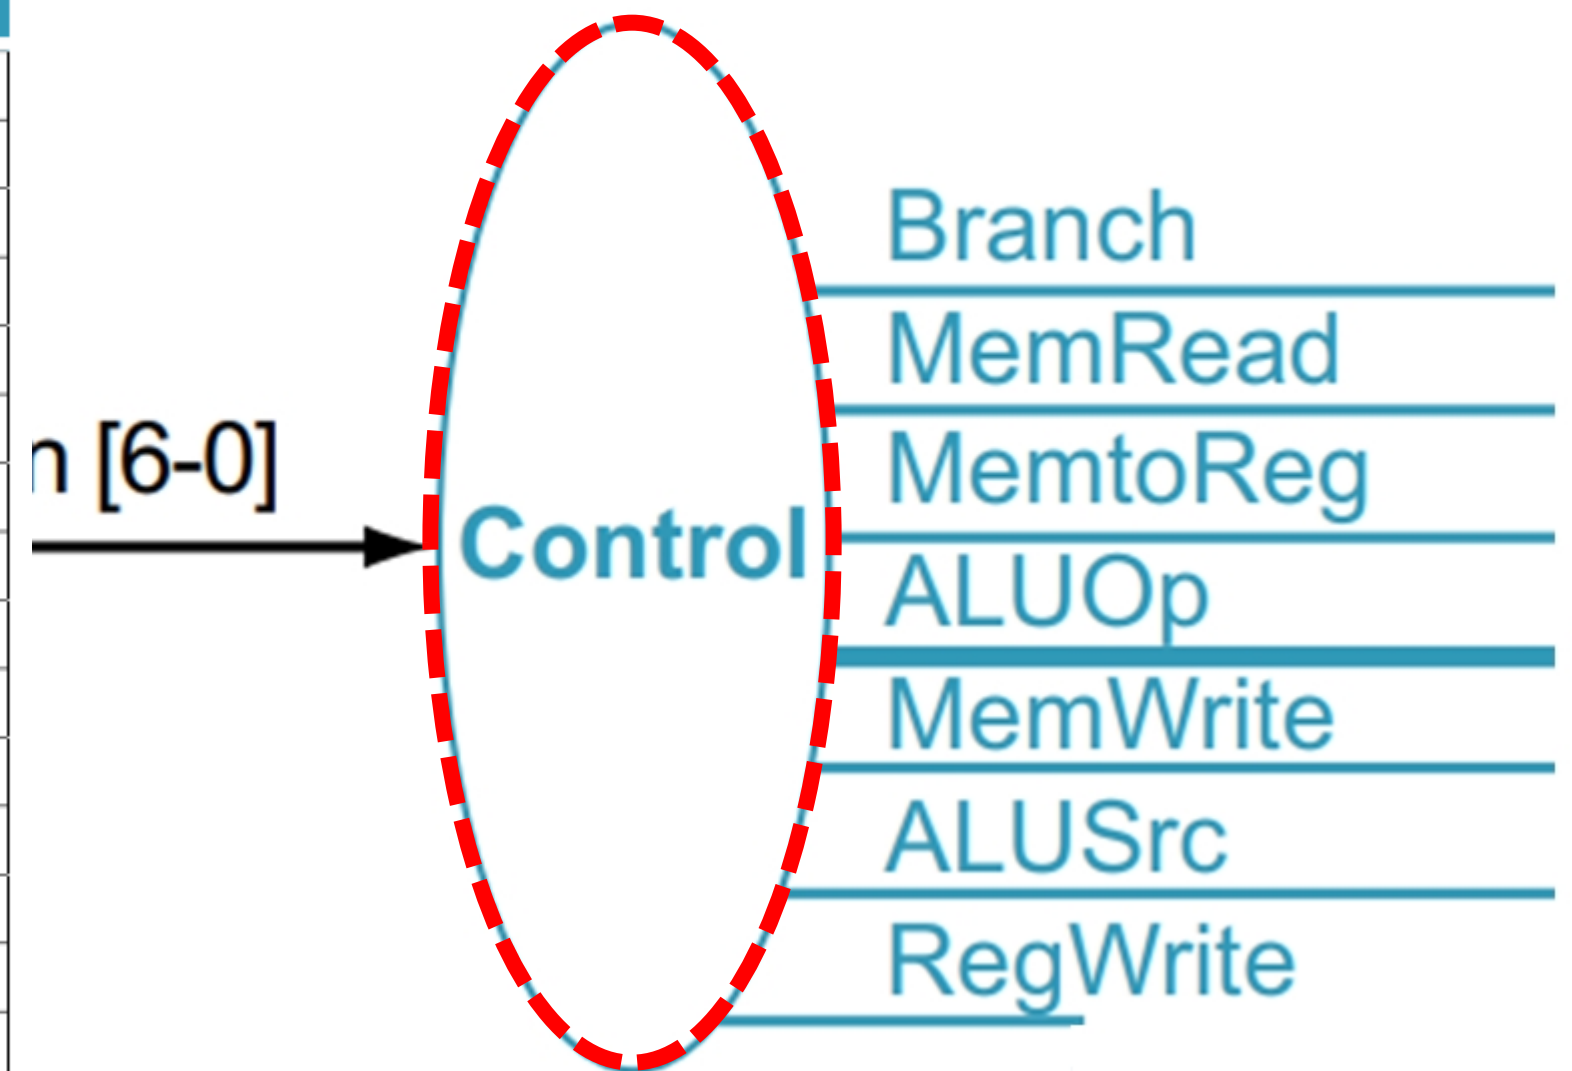 Branch
MemRead
n [6-0]
MemtoReg
Control
ALUOp
MemWrite
ALUSrc
RegWrite